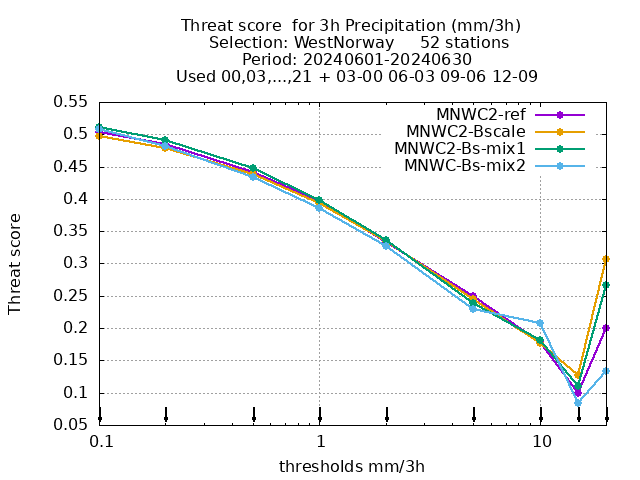 Threat score  for 3h Precipitation (mm/3h)
Selection: WestNorway     52 stations
Period: 20240601-20240630
Used 00,03,...,21 + 03-00 06-03 09-06 12-09
MNWC2-ref
MNWC2-Bscale
MNWC2-Bs-mix1
MNWC-Bs-mix2
0.55
0.5
0.45
0.4
0.35
0.3
0.25
0.2
0.15
0.1
0.05
Threat score
0.1 1 10
thresholds mm/3h